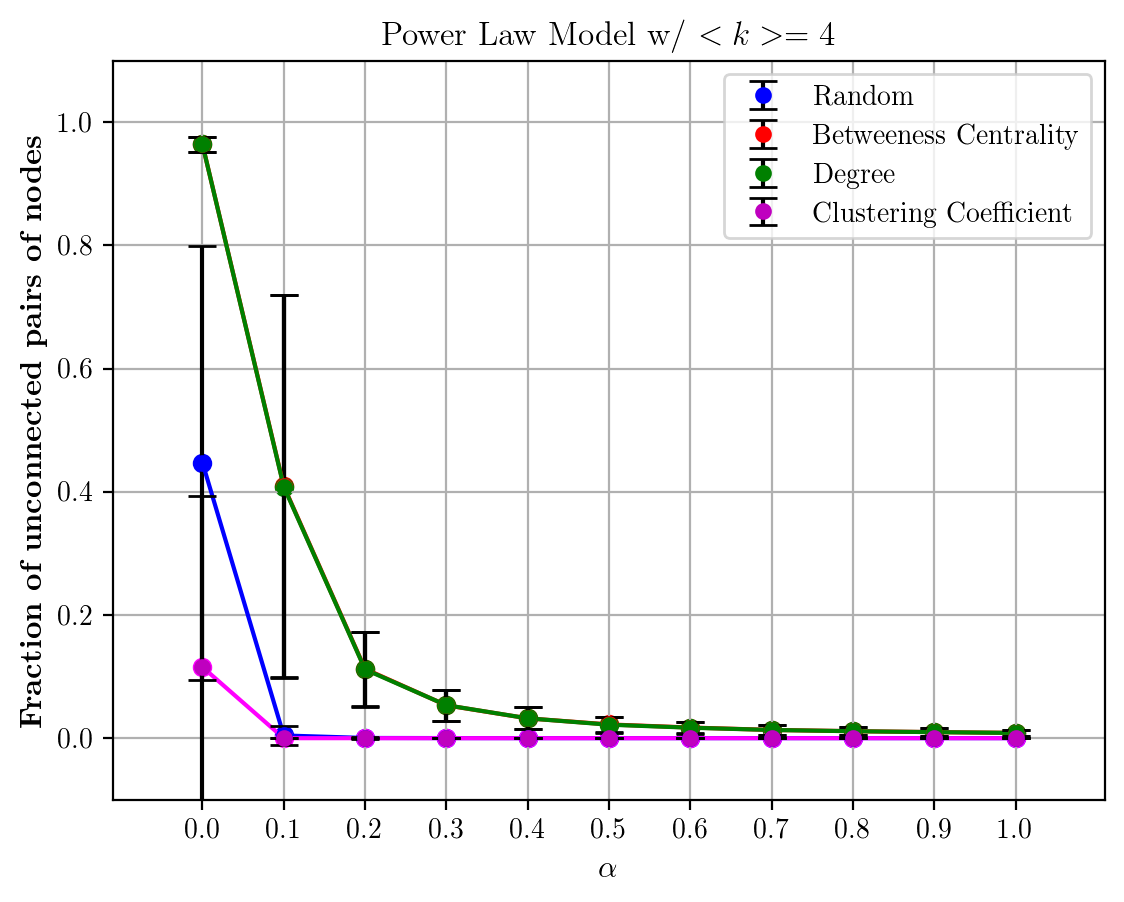 Power Law Model w/ < k >= 4
Random
Betweeness Centrality
Degree
Clustering Coefficient
Fraction of unconnected pairs of nodes
1.0
0.8
0.6
0.4
0.2
0.0
0.0 0.1 0.2 0.3 0.4 0.5 0.6 0.7 0.8 0.9 1.0
α